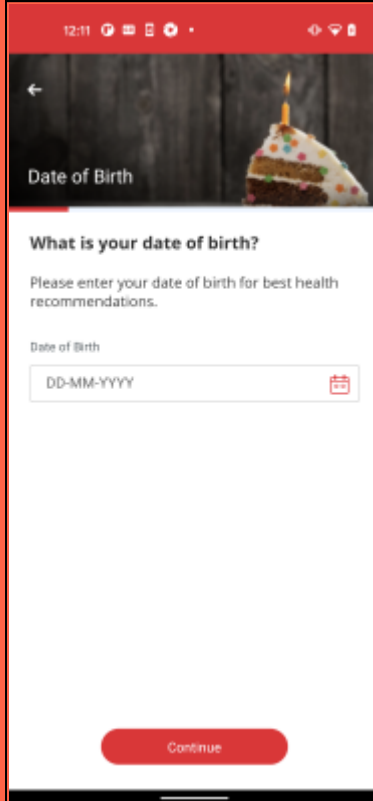 12:11
Date of Birth
What is your date of birth?
Please enter your date of birth for best health
recommendations.
Date of Birth
DD-MM-YYYY
Continue